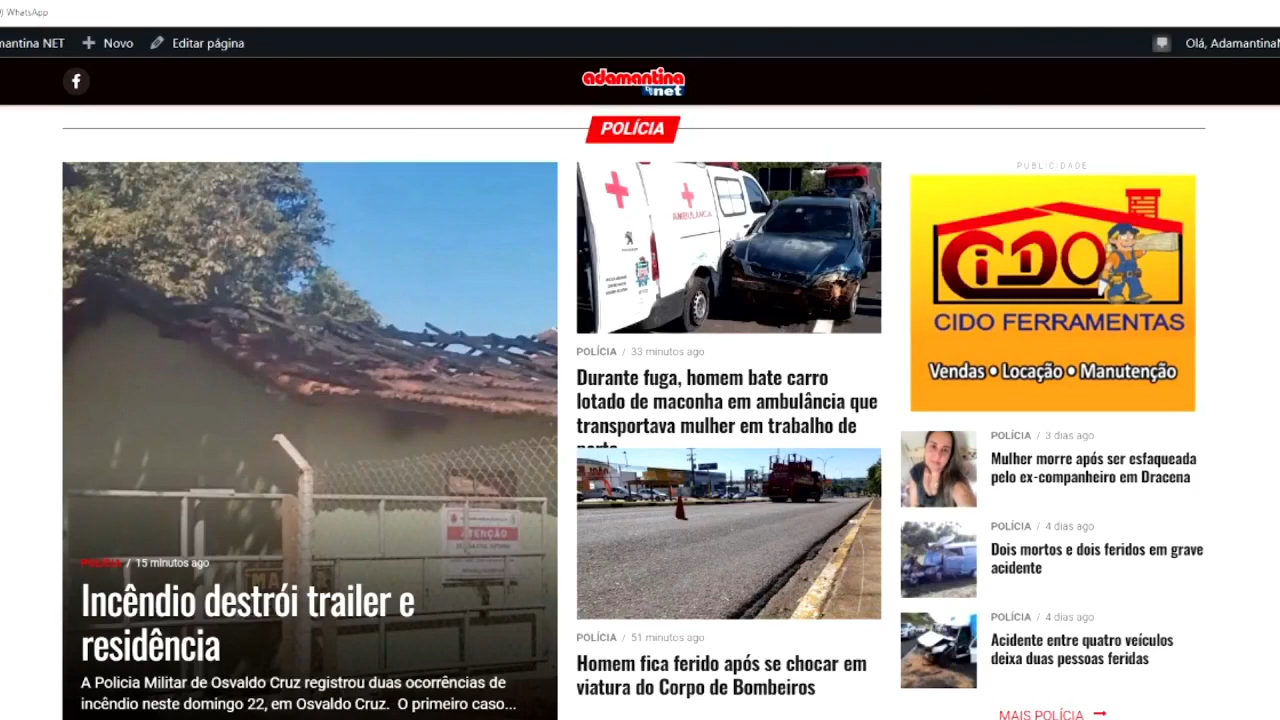 WhatsApp
mantina NET
Novo
Editar página
Olá, Adamantina
adamantina
net
POLÍCIA
AMBULÂNCIA
POLÍCIA / 33 minutos ago
Durante fuga, homem bate carro
lotado de maconha em ambulância que
transportava mulher em trabalho de
ATENÇÃO
POLÍCIA / 15 minutos ago
Incêndio destrói trailer e
residência
A Policia Militar de Osvaldo Cruz registrou duas ocorrências de
incêndio neste domingo 22, em Osvaldo Cruz. O primeiro caso...
POLÍCIA / 51 minutos ago
Homem fica ferido após se chocar em
viatura do Corpo de Bombeiros
PUBLICIDADE
CiDO
CIDO FERRAMENTAS
Vendas • Locação • Manutenção
POLÍCIA / 3 dias ago
Mulher morre após ser esfaqueada
pelo ex-companheiro em Dracena
POLÍCIA / 4 dias ago
Dois mortos e dois feridos em grave
acidente
POLÍCIA / 4 dias ago
Acidente entre quatro veículos
deixa duas pessoas feridas
MAIS POLÍCIA